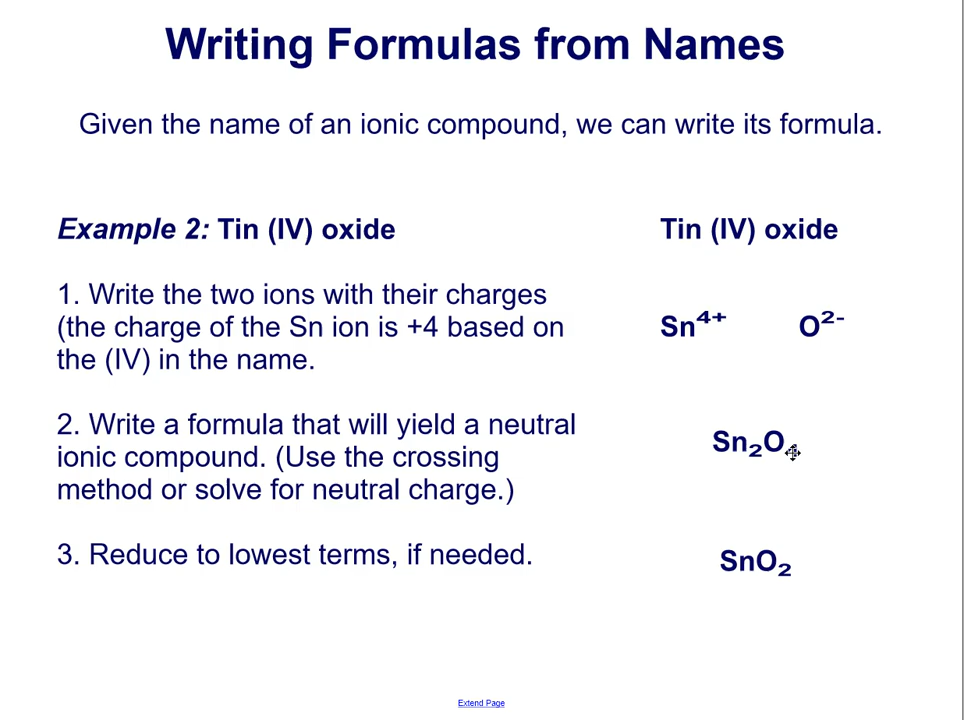 Writing Formulas from Names
Given the name of an ionic compound, we can write its formula.
Example 2: Tin (IV) oxide
Tin (IV) oxide
1. Write the two ions with their charges
(the charge of the Sn ion is +4 based on
the (IV) in the name.
Sn⁴⁺ O²⁻
2. Write a formula that will yield a neutral
ionic compound. (Use the crossing
method or solve for neutral charge.)
Sn₂O
3. Reduce to lowest terms, if needed.
SnO₂
Extend Page